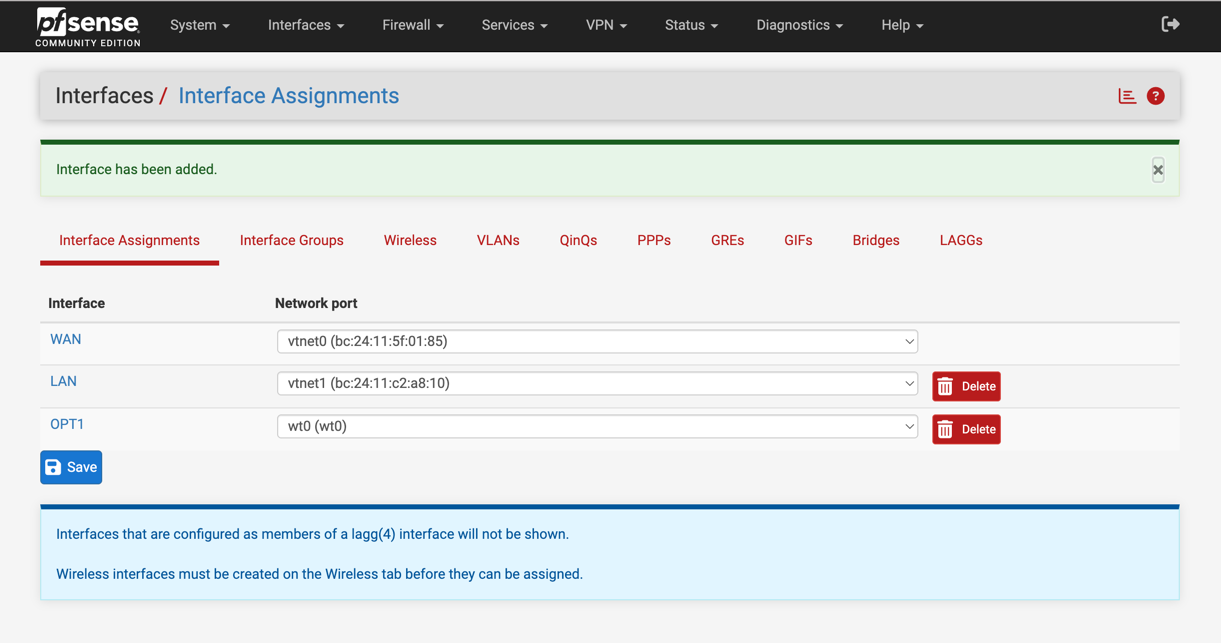 pfsense
COMMUNITY EDITION
System
Interfaces
Firewall
Services
VPN
Status
Diagnostics
Help
Interfaces / Interface Assignments
?
Interface has been added.
×
Interface Assignments
Interface Groups
Wireless
VLANs
QinQs
PPPs
GREs
GIFs
Bridges
LAGGs
Interface Network port
WAN vtnet0 (bc:24:11:5f:01:85)
LAN vtnet1 (bc:24:11:c2:a8:10) Delete
OPT1 wt0 (wt0) Delete
Save
Interfaces that are configured as members of a lagg(4) interface will not be shown.
Wireless interfaces must be created on the Wireless tab before they can be assigned.